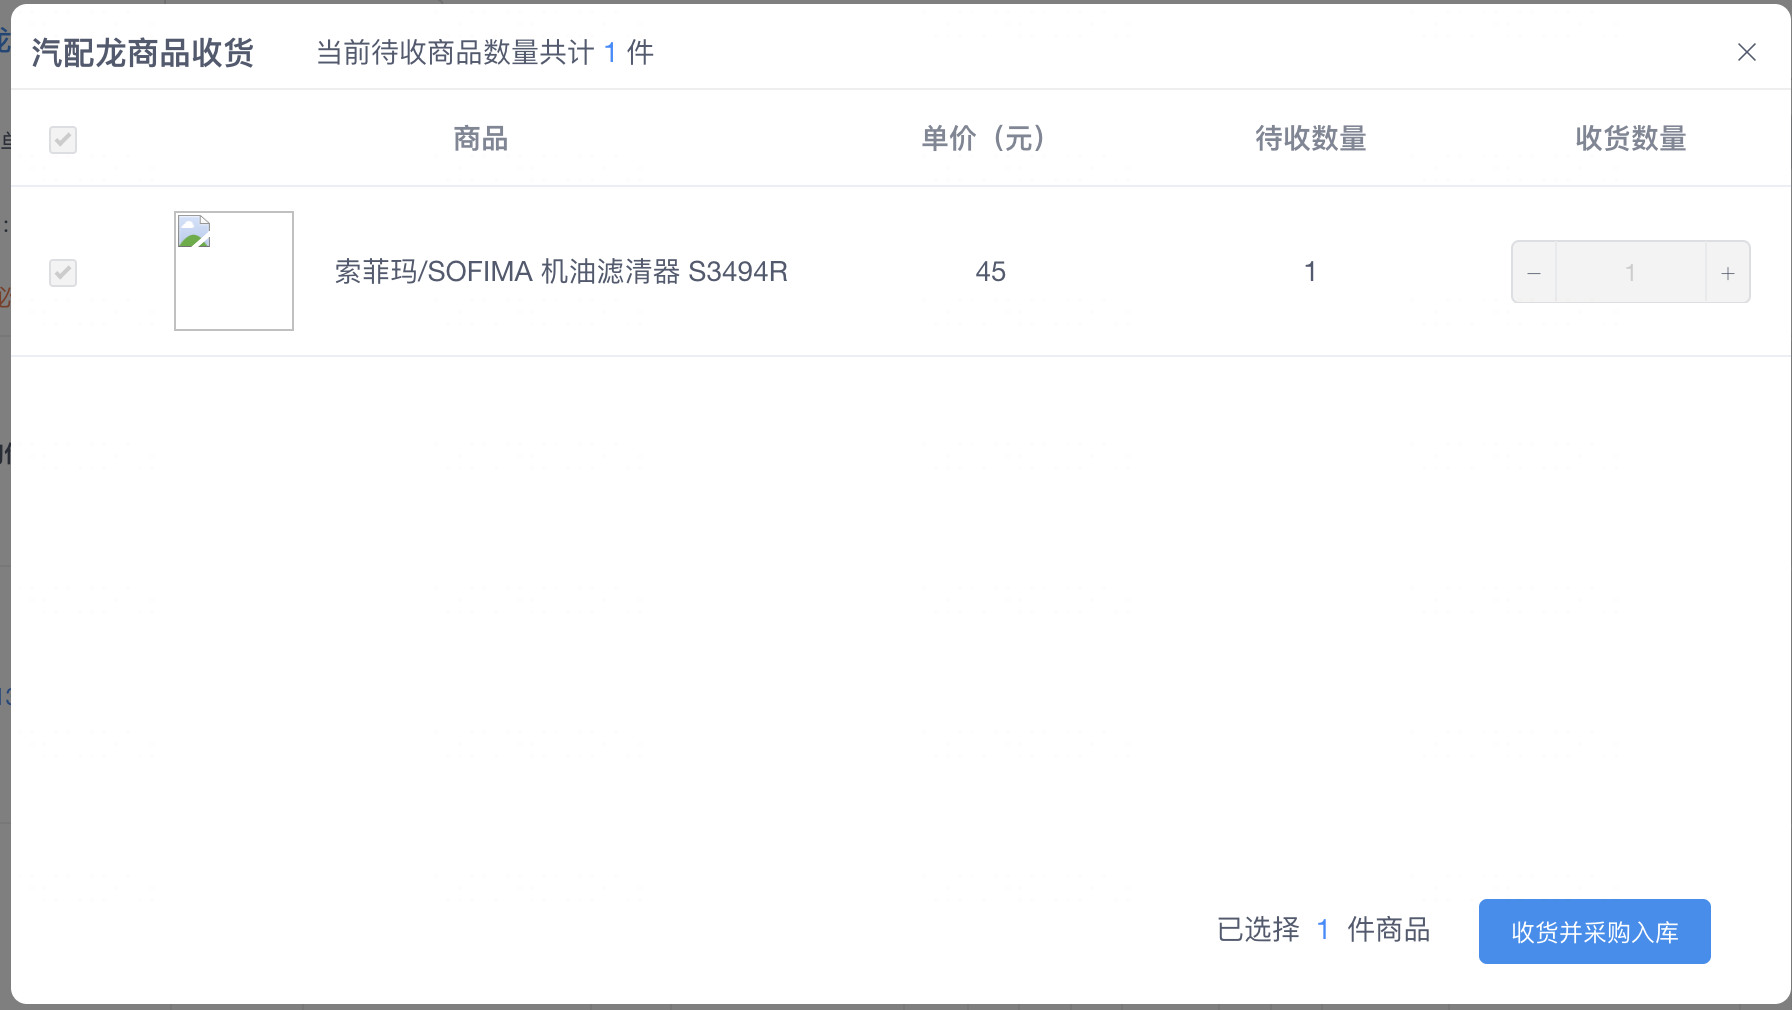 汽配龙商品收货 当前待收商品数量共计 1 件
商品 单价（元） 待收数量 收货数量
索菲玛/SOFIMA 机油滤清器 S3494R 45 1 − 1 +
已选择 1 件商品 收货并采购入库